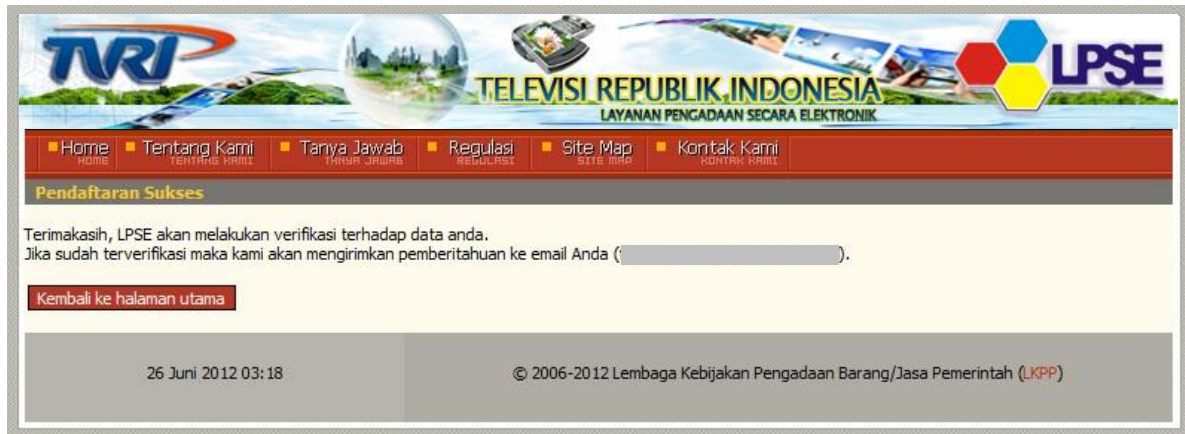 TVRI
TELEVISI REPUBLIK INDONESIA
LAYANAN PENGADAAN SECARA ELEKTRONIK
LPSE
Home Tentang Kami Tanya Jawab Regulasi Site Map Kontak Kami
HOME TENTANG KAMI TANYA JAWAB REGULASI SITE MAP KONTAK KAMI
Pendaftaran Sukses
Terimakasih, LPSE akan melakukan verifikasi terhadap data anda.
Jika sudah terverifikasi maka kami akan mengirimkan pemberitahuan ke email Anda ( ).
Kembali ke halaman utama
26 Juni 2012 03:18
© 2006-2012 Lembaga Kebijakan Pengadaan Barang/Jasa Pemerintah (LKPP)